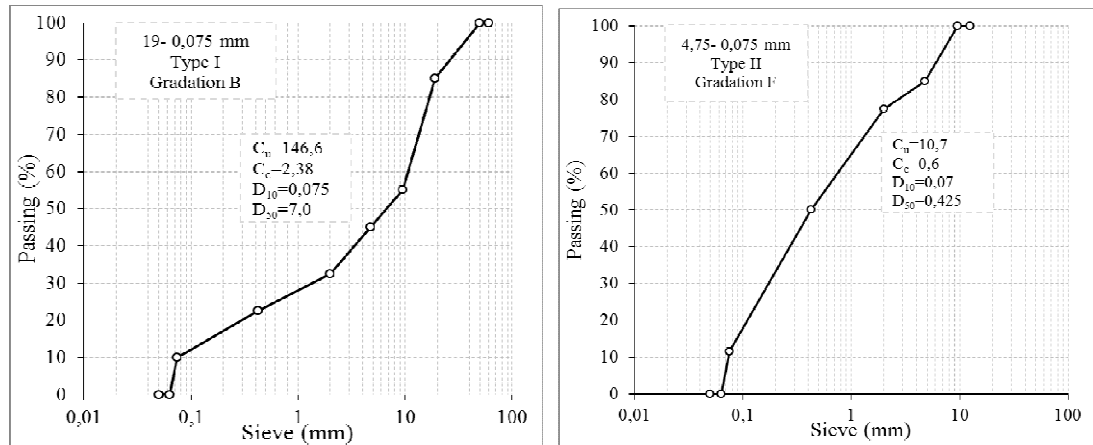 100
90
80
70
60
50
40
30
20
10
0
Passing (%)
19- 0,075 mm
Type I
Gradation B
Cu 146,6
Cc=2,38
D10=0,075
D50=7,0
0,01 0,1 1 10 100
Sieve (mm)
100
90
80
70
60
50
40
30
20
10
0
Passing (%)
4,75- 0,075 mm
Type II
Gradation F
Cu=10,7
Cc 0,6
D10=0,07
D50=0,425
0,01 0,1 1 10 100
Sieve (mm)